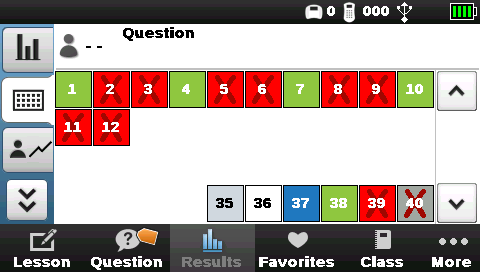 0 000
Question
--
1 2 3 4 5 6 7 8 9 10
11 12
35 36 37 38 39 40
Lesson Question Results Favorites Class More